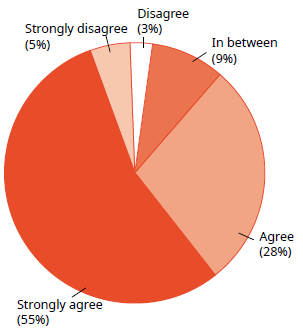 Disagree
(3%)
Strongly disagree
(5%)
In between
(9%)
Agree
(28%)
Strongly agree
(55%)